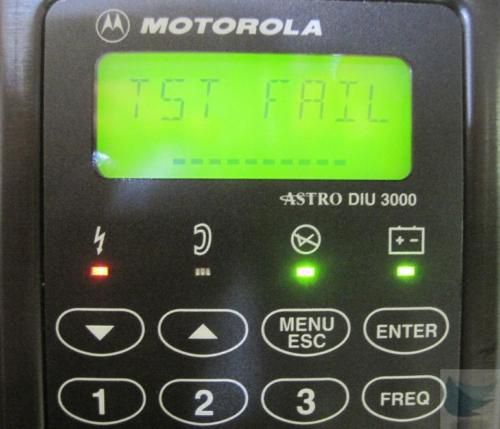 MOTOROLA
TST FAIL
ASTRO DIU 3000
MENU
ESC
ENTER
1
2
3
FREQ